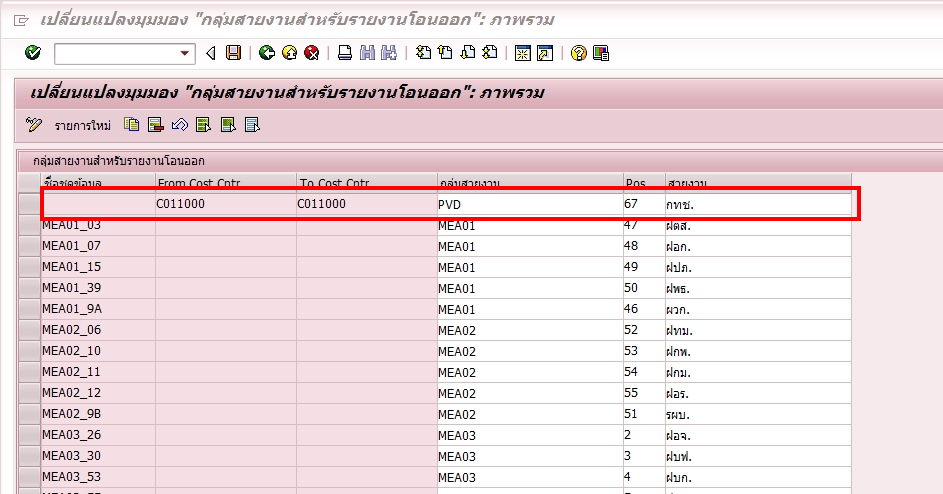 เปลี่ยนแปลงมุมมอง "กลุ่มสายงานสำหรับรายงานโอนออก": ภาพรวม
เปลี่ยนแปลงมุมมอง "กลุ่มสายงานสำหรับรายงานโอนออก": ภาพรวม
รายการใหม่
กลุ่มสายงานสำหรับรายงานโอนออก
ชื่อชุดข้อมูล From Cost Cntr To Cost Cntr กลุ่มสายงาน Pos สายงาน
C011000 C011000 PVD 67 กทช.
MEA01_03 MEA01 47 ฝตส.
MEA01_07 MEA01 48 ฝอก.
MEA01_15 MEA01 49 ฝปภ.
MEA01_39 MEA01 50 ฝพธ.
MEA01_9A MEA01 46 ผวก.
MEA02_06 MEA02 52 ฝทม.
MEA02_10 MEA02 53 ฝกพ.
MEA02_11 MEA02 54 ฝกม.
MEA02_12 MEA02 55 ฝอร.
MEA02_9B MEA02 51 รผบ.
MEA03_26 MEA03 2 ฝอจ.
MEA03_30 MEA03 3 ฝบฟ.
MEA03_53 MEA03 4 ฝบก.